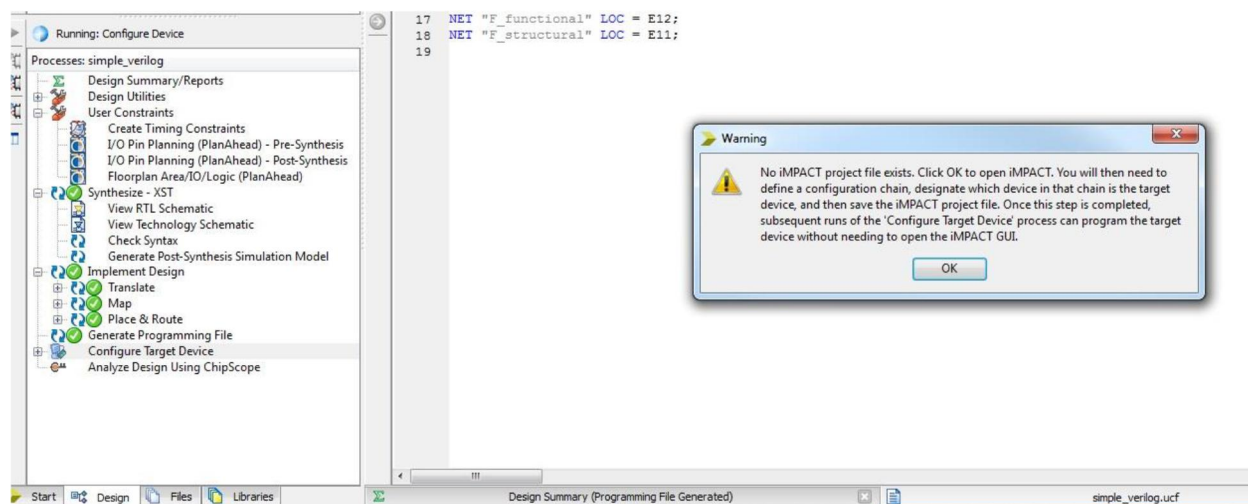 Running: Configure Device
Processes: simple_verilog
Design Summary/Reports
Design Utilities
User Constraints
Create Timing Constraints
I/O Pin Planning (PlanAhead) - Pre-Synthesis
I/O Pin Planning (PlanAhead) - Post-Synthesis
Floorplan Area/IO/Logic (PlanAhead)
Synthesize - XST
View RTL Schematic
View Technology Schematic
Check Syntax
Generate Post-Synthesis Simulation Model
Implement Design
Translate
Map
Place & Route
Generate Programming File
Configure Target Device
Analyze Design Using ChipScope
Start Design Files Libraries
17 NET "F_functional" LOC = E12;
18 NET "F_structural" LOC = E11;
19
Warning
No iMPACT project file exists. Click OK to open iMPACT. You will then need to
define a configuration chain, designate which device in that chain is the target
device, and then save the iMPACT project file. Once this step is completed,
subsequent runs of the 'Configure Target Device' process can program the target
device without needing to open the iMPACT GUI.
OK
Design Summary (Programming File Generated)
simple_verilog.ucf